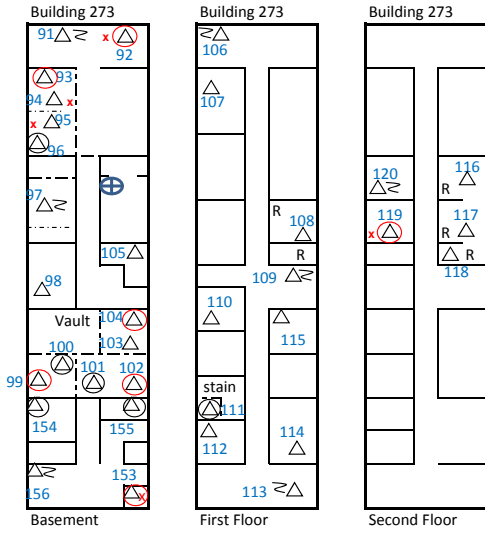 Building 273
91
x
92
93
94
x
x
95
96
97
105
98
Vault
104
103
100
101
102
99
154
155
153
156
x
Basement
Building 273
106
107
R
108
R
109
110
115
stain
111
112
114
113
First Floor
Building 273
120
116
R
119
117
x
R
R
118
Second Floor